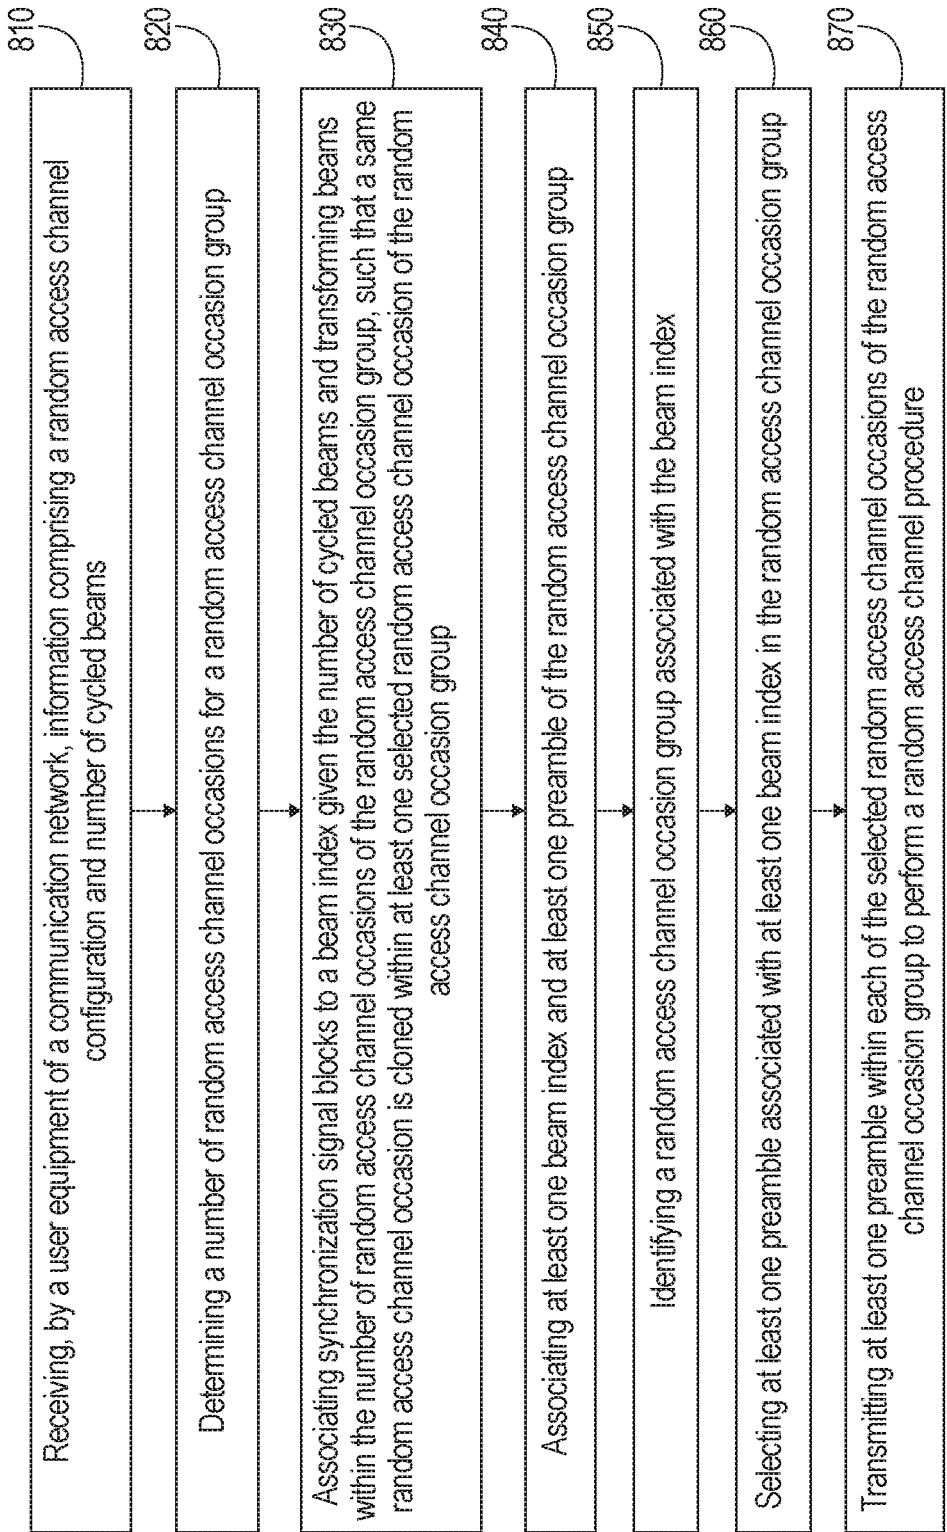 810
Receiving, by a user equipment of a communication network, information comprising a random access channel
configuration and number of cycled beams
820
Determining a number of random access channel occasions for a random access channel occasion group
830
Associating synchronization signal blocks to a beam index given the number of cycled beams and transforming beams
within the number of random access channel occasions of the random access channel occasion group, such that a same
random access channel occasion is cloned within at least one selected random access channel occasion of the random
access channel occasion group
840
Associating at least one beam index and at least one preamble of the random access channel occasion group
850
Identifying a random access channel occasion group associated with the beam index
860
Selecting at least one preamble associated with at least one beam index in the random access channel occasion group
870
Transmitting at least one preamble within each of the selected random access channel occasions of the random access
channel occasion group to perform a random access channel procedure